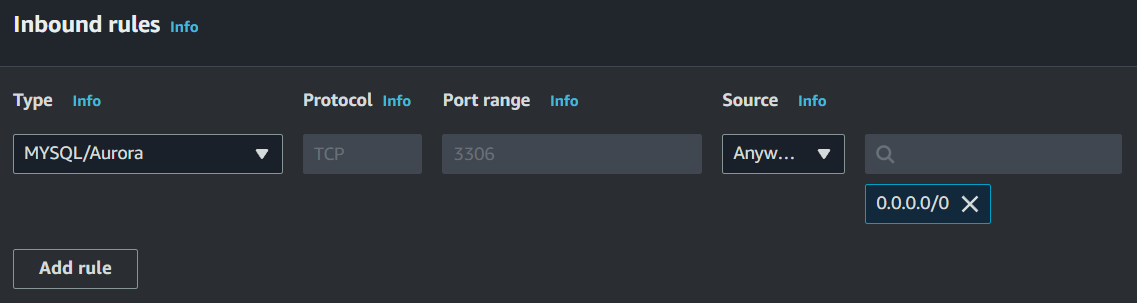 Inbound rules Info
Type Info Protocol Info Port range Info Source Info
MYSQL/Aurora TCP 3306 Anyw...
0.0.0.0/0
Add rule